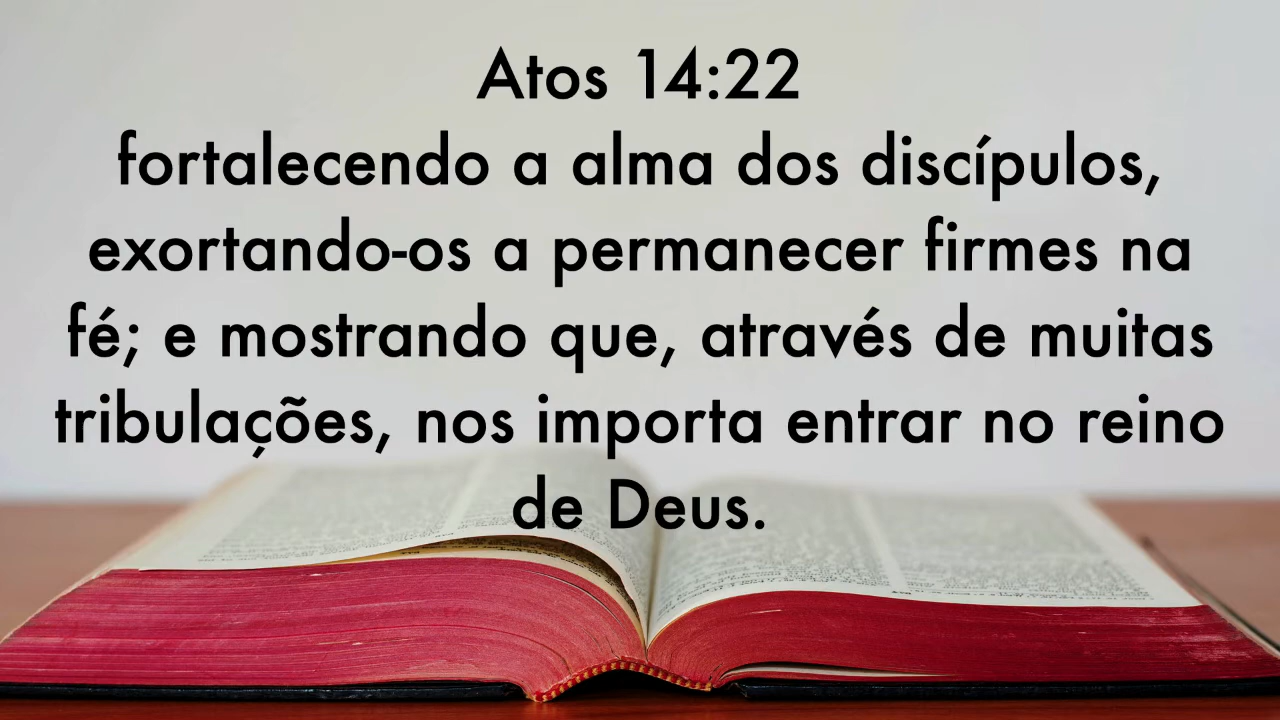 Atos 14:22
fortalecendo a alma dos discípulos,
exortando-os a permanecer firmes na
fé; e mostrando que, através de muitas
tribulações, nos importa entrar no reino
de Deus.